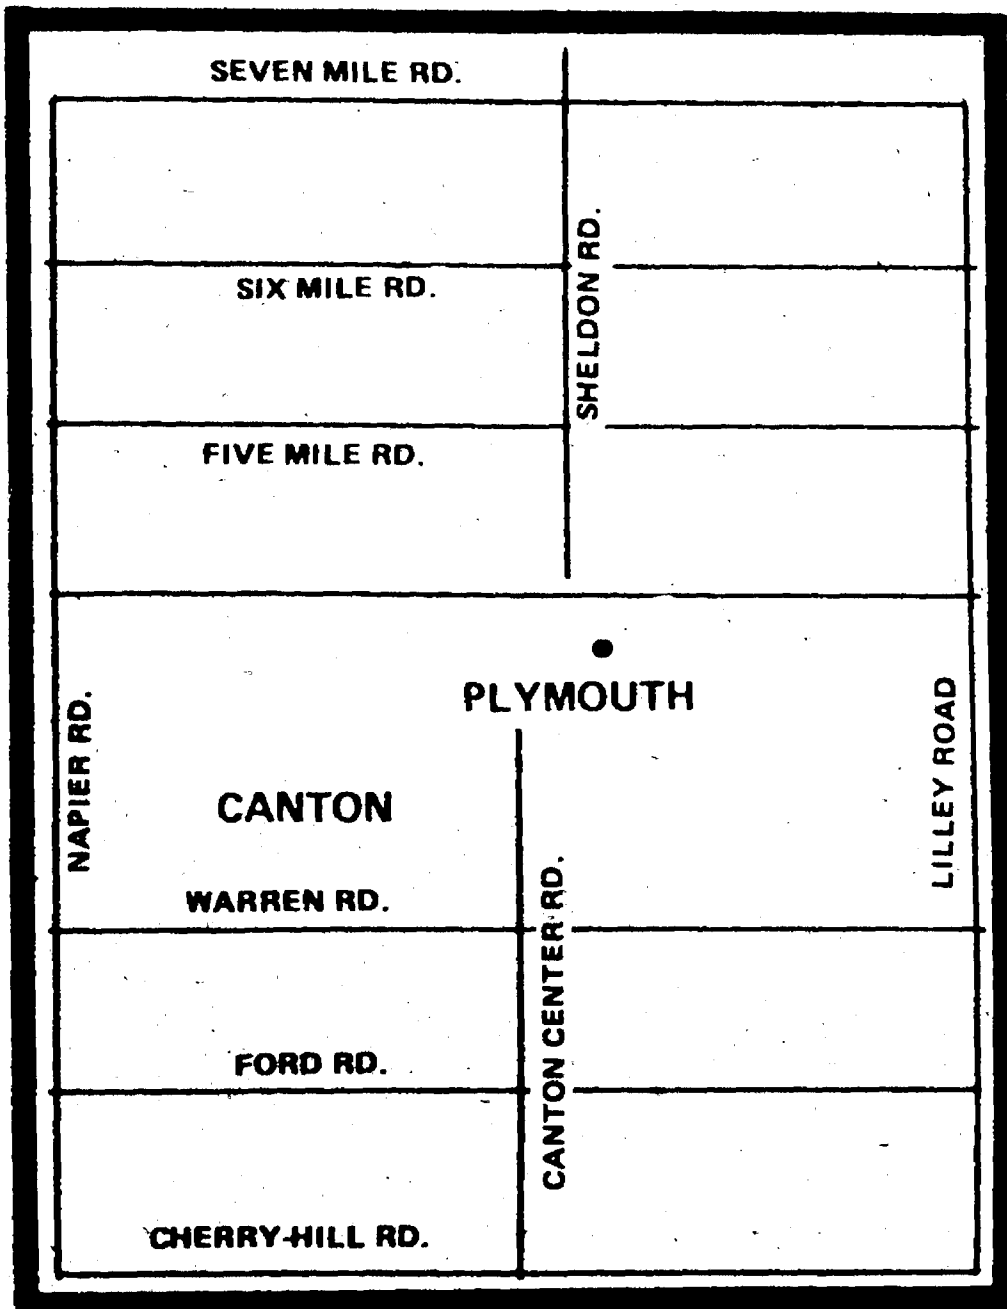 SEVEN MILE RD.
SHELDON RD.
SIX MILE RD.
FIVE MILE RD.
PLYMOUTH
NAPIER RD.
LILLEY ROAD
CANTON
WARREN RD.
CANTON CENTER RD.
FORD RD.
CHERRY-HILL RD.